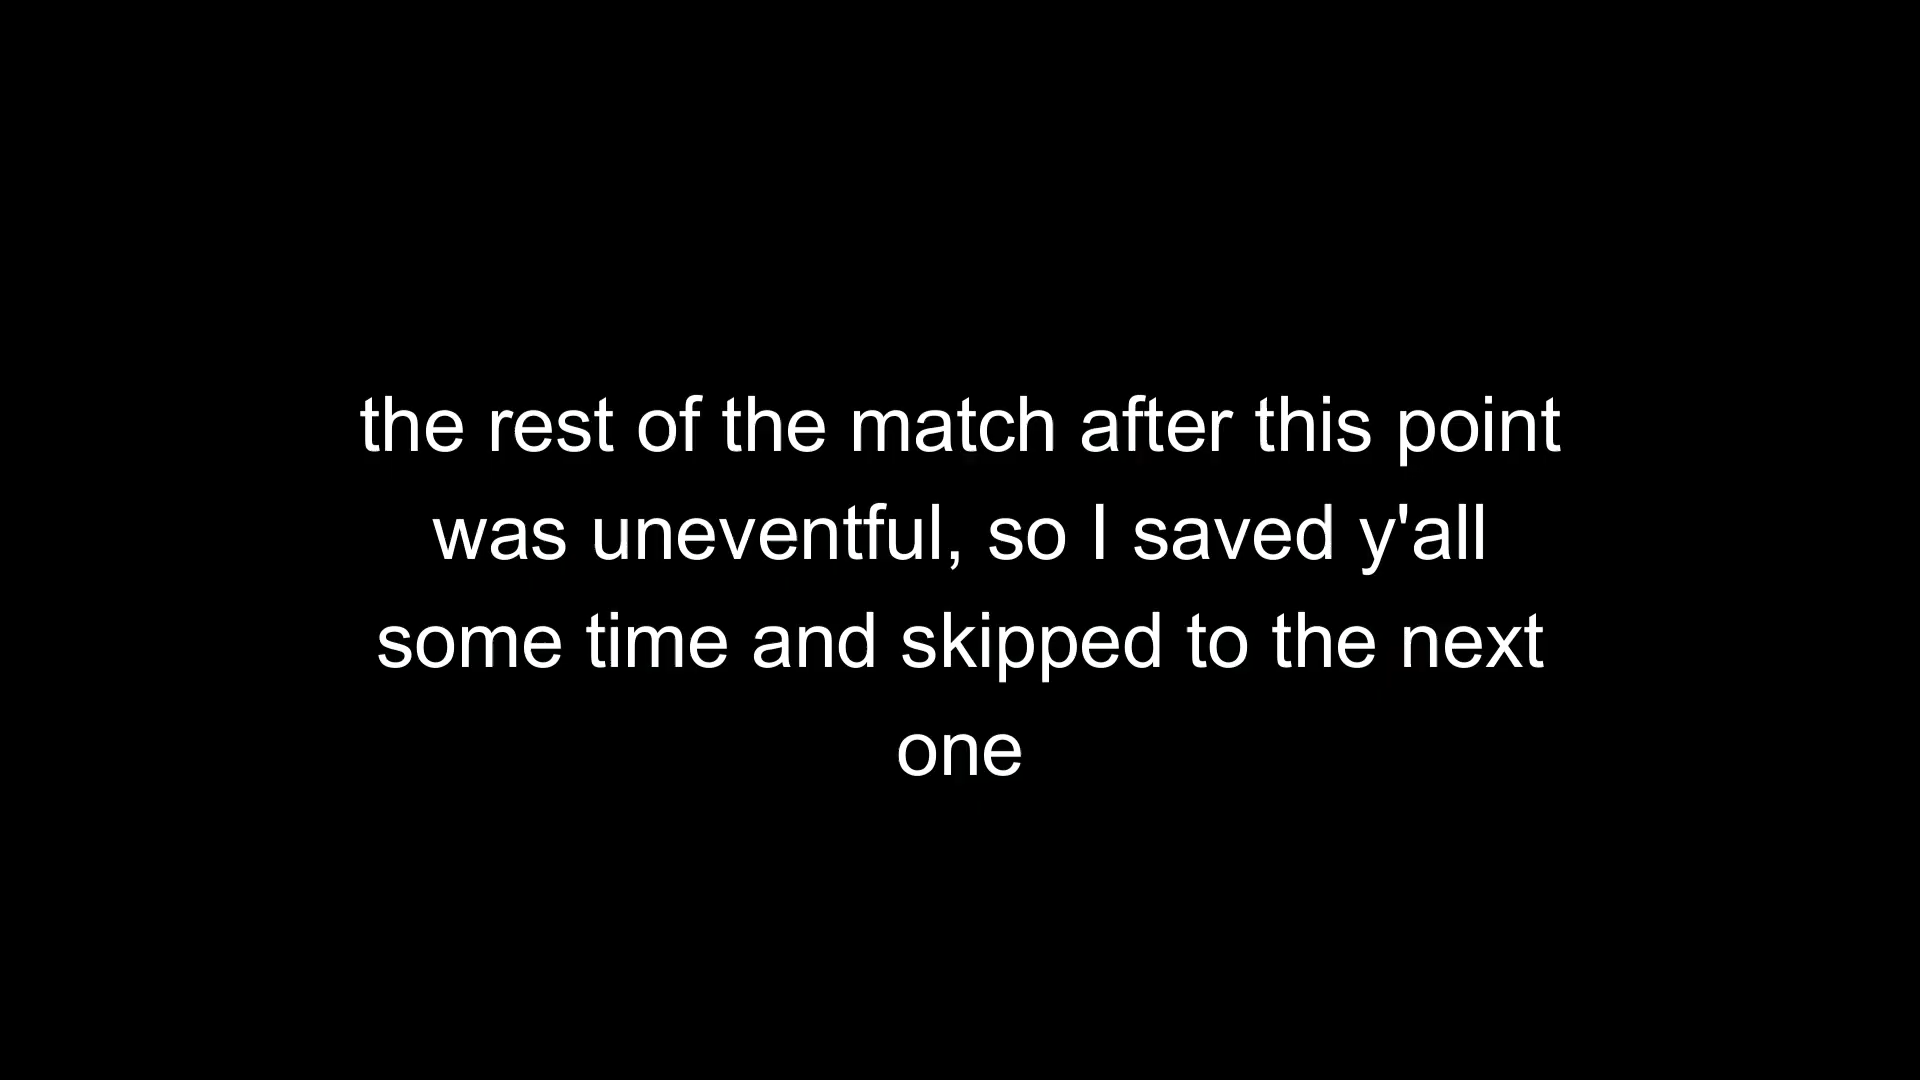 the rest of the match after this point
was uneventful, so I saved y'all
some time and skipped to the next
one